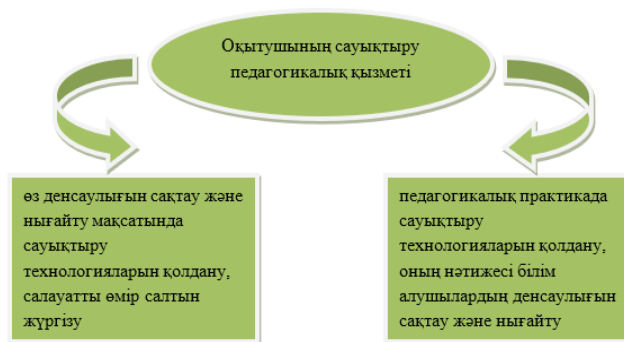 Оқытушының сауықтыру
педагогикалық қызметі
өз денсаулығын сақтау және
нығайту мақсатында
сауықтыру
технологияларын қолдану,
салауатты өмір салтын
жүргізу
педагогикалық практикада
сауықтыру
технологияларын қолдану,
оның нәтижесі білім
алушылардың денсаулығын
сақтау және нығайту